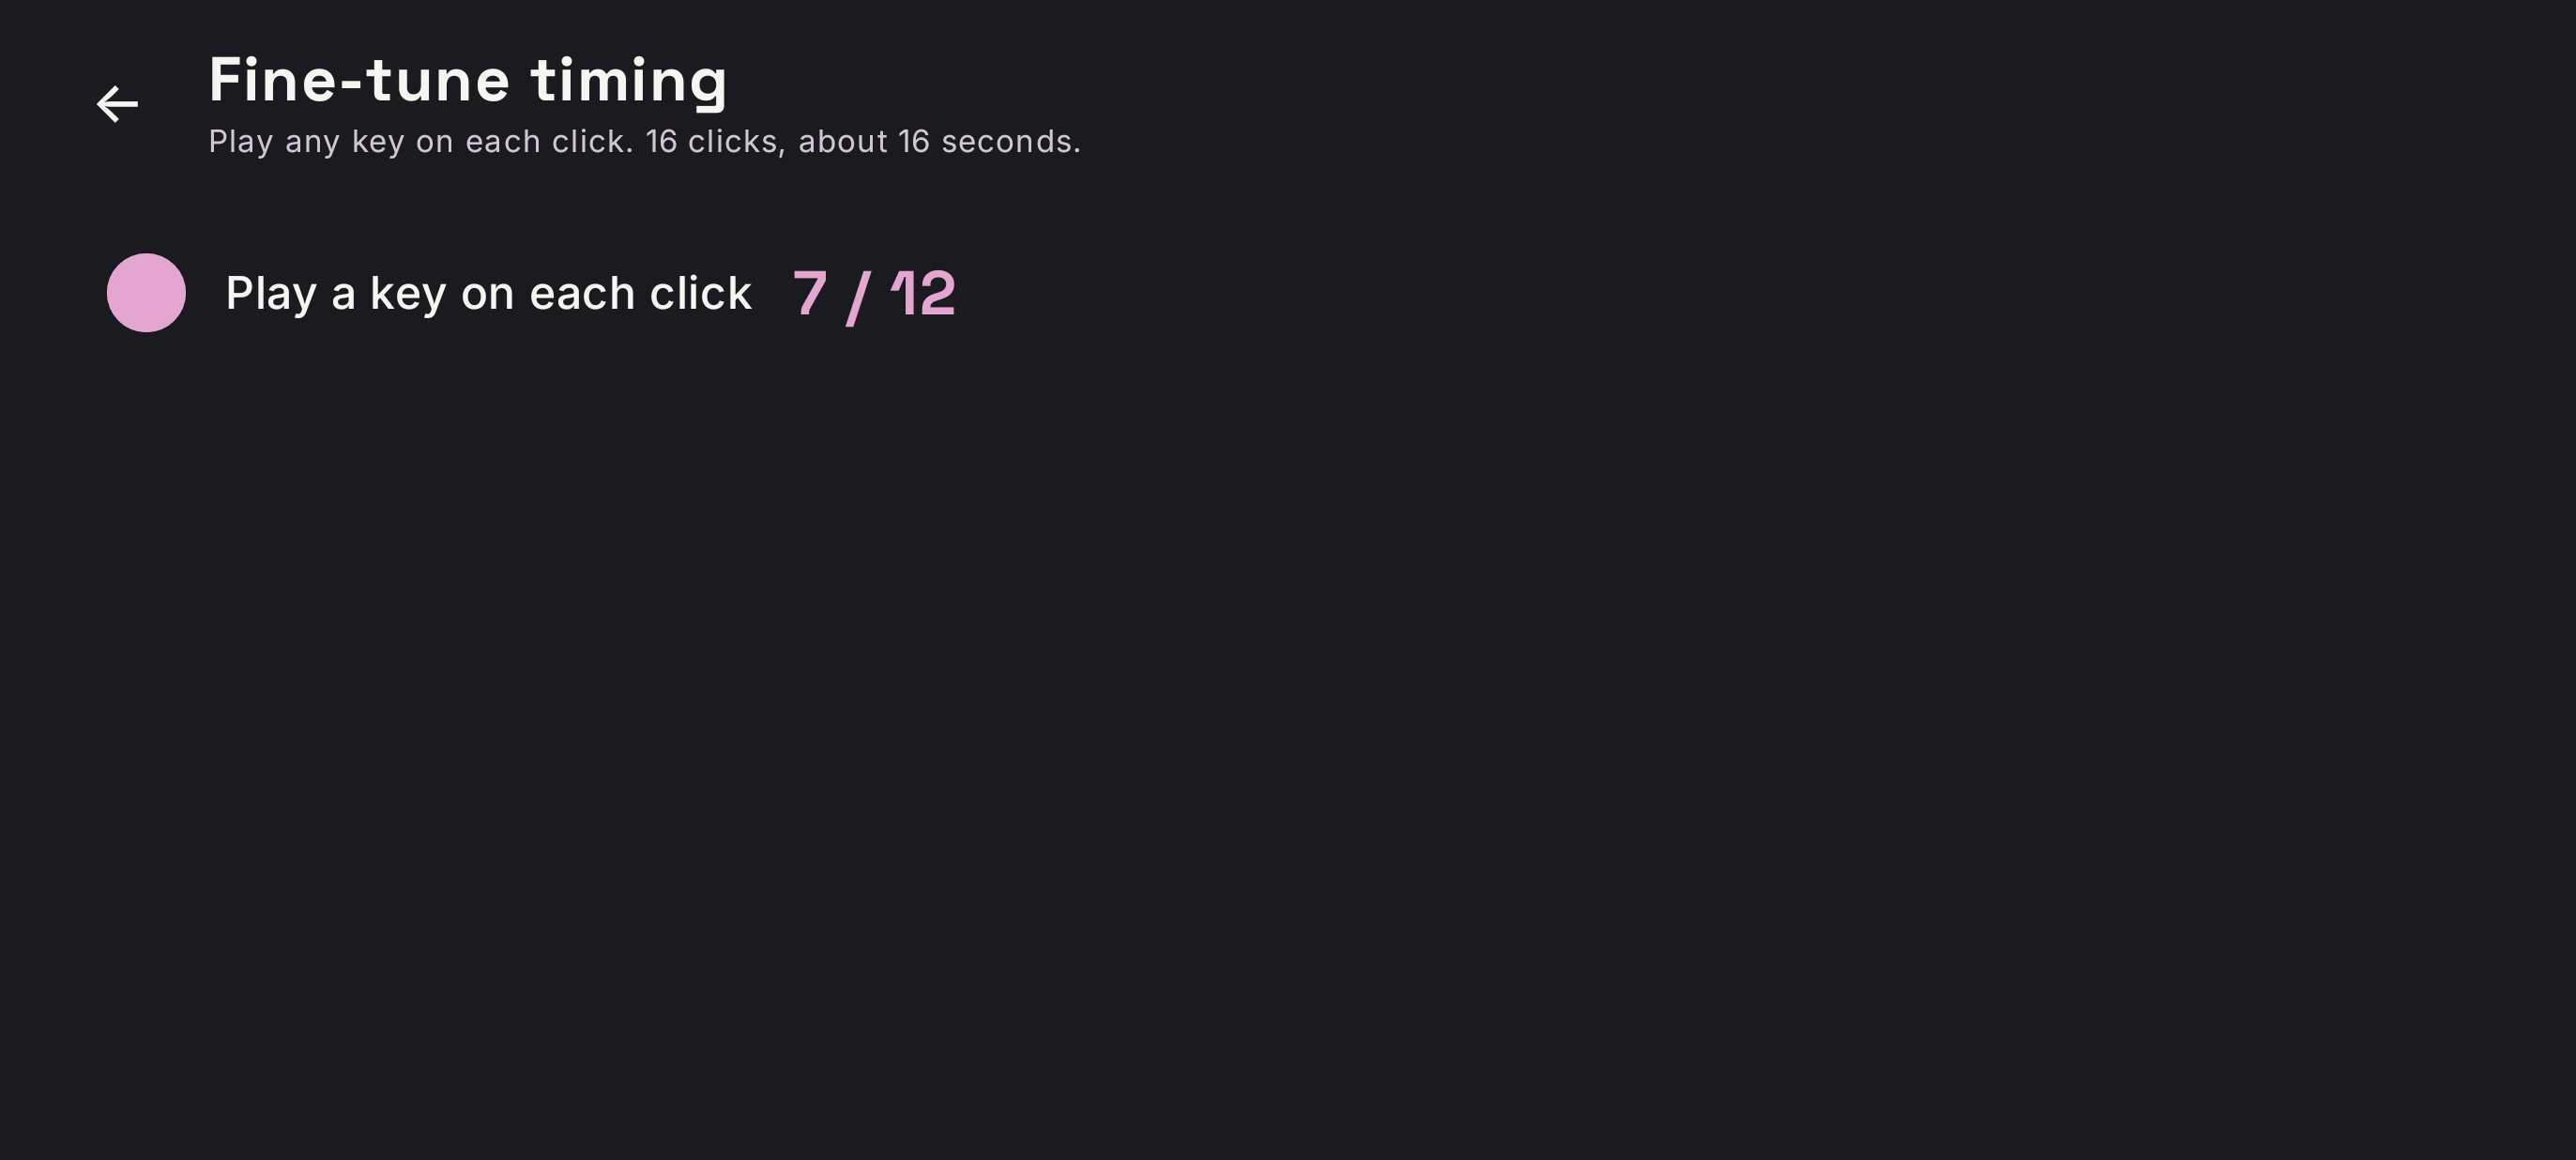 Fine-tune timing
Play any key on each click. 16 clicks, about 16 seconds.
Play a key on each click 7 / 12